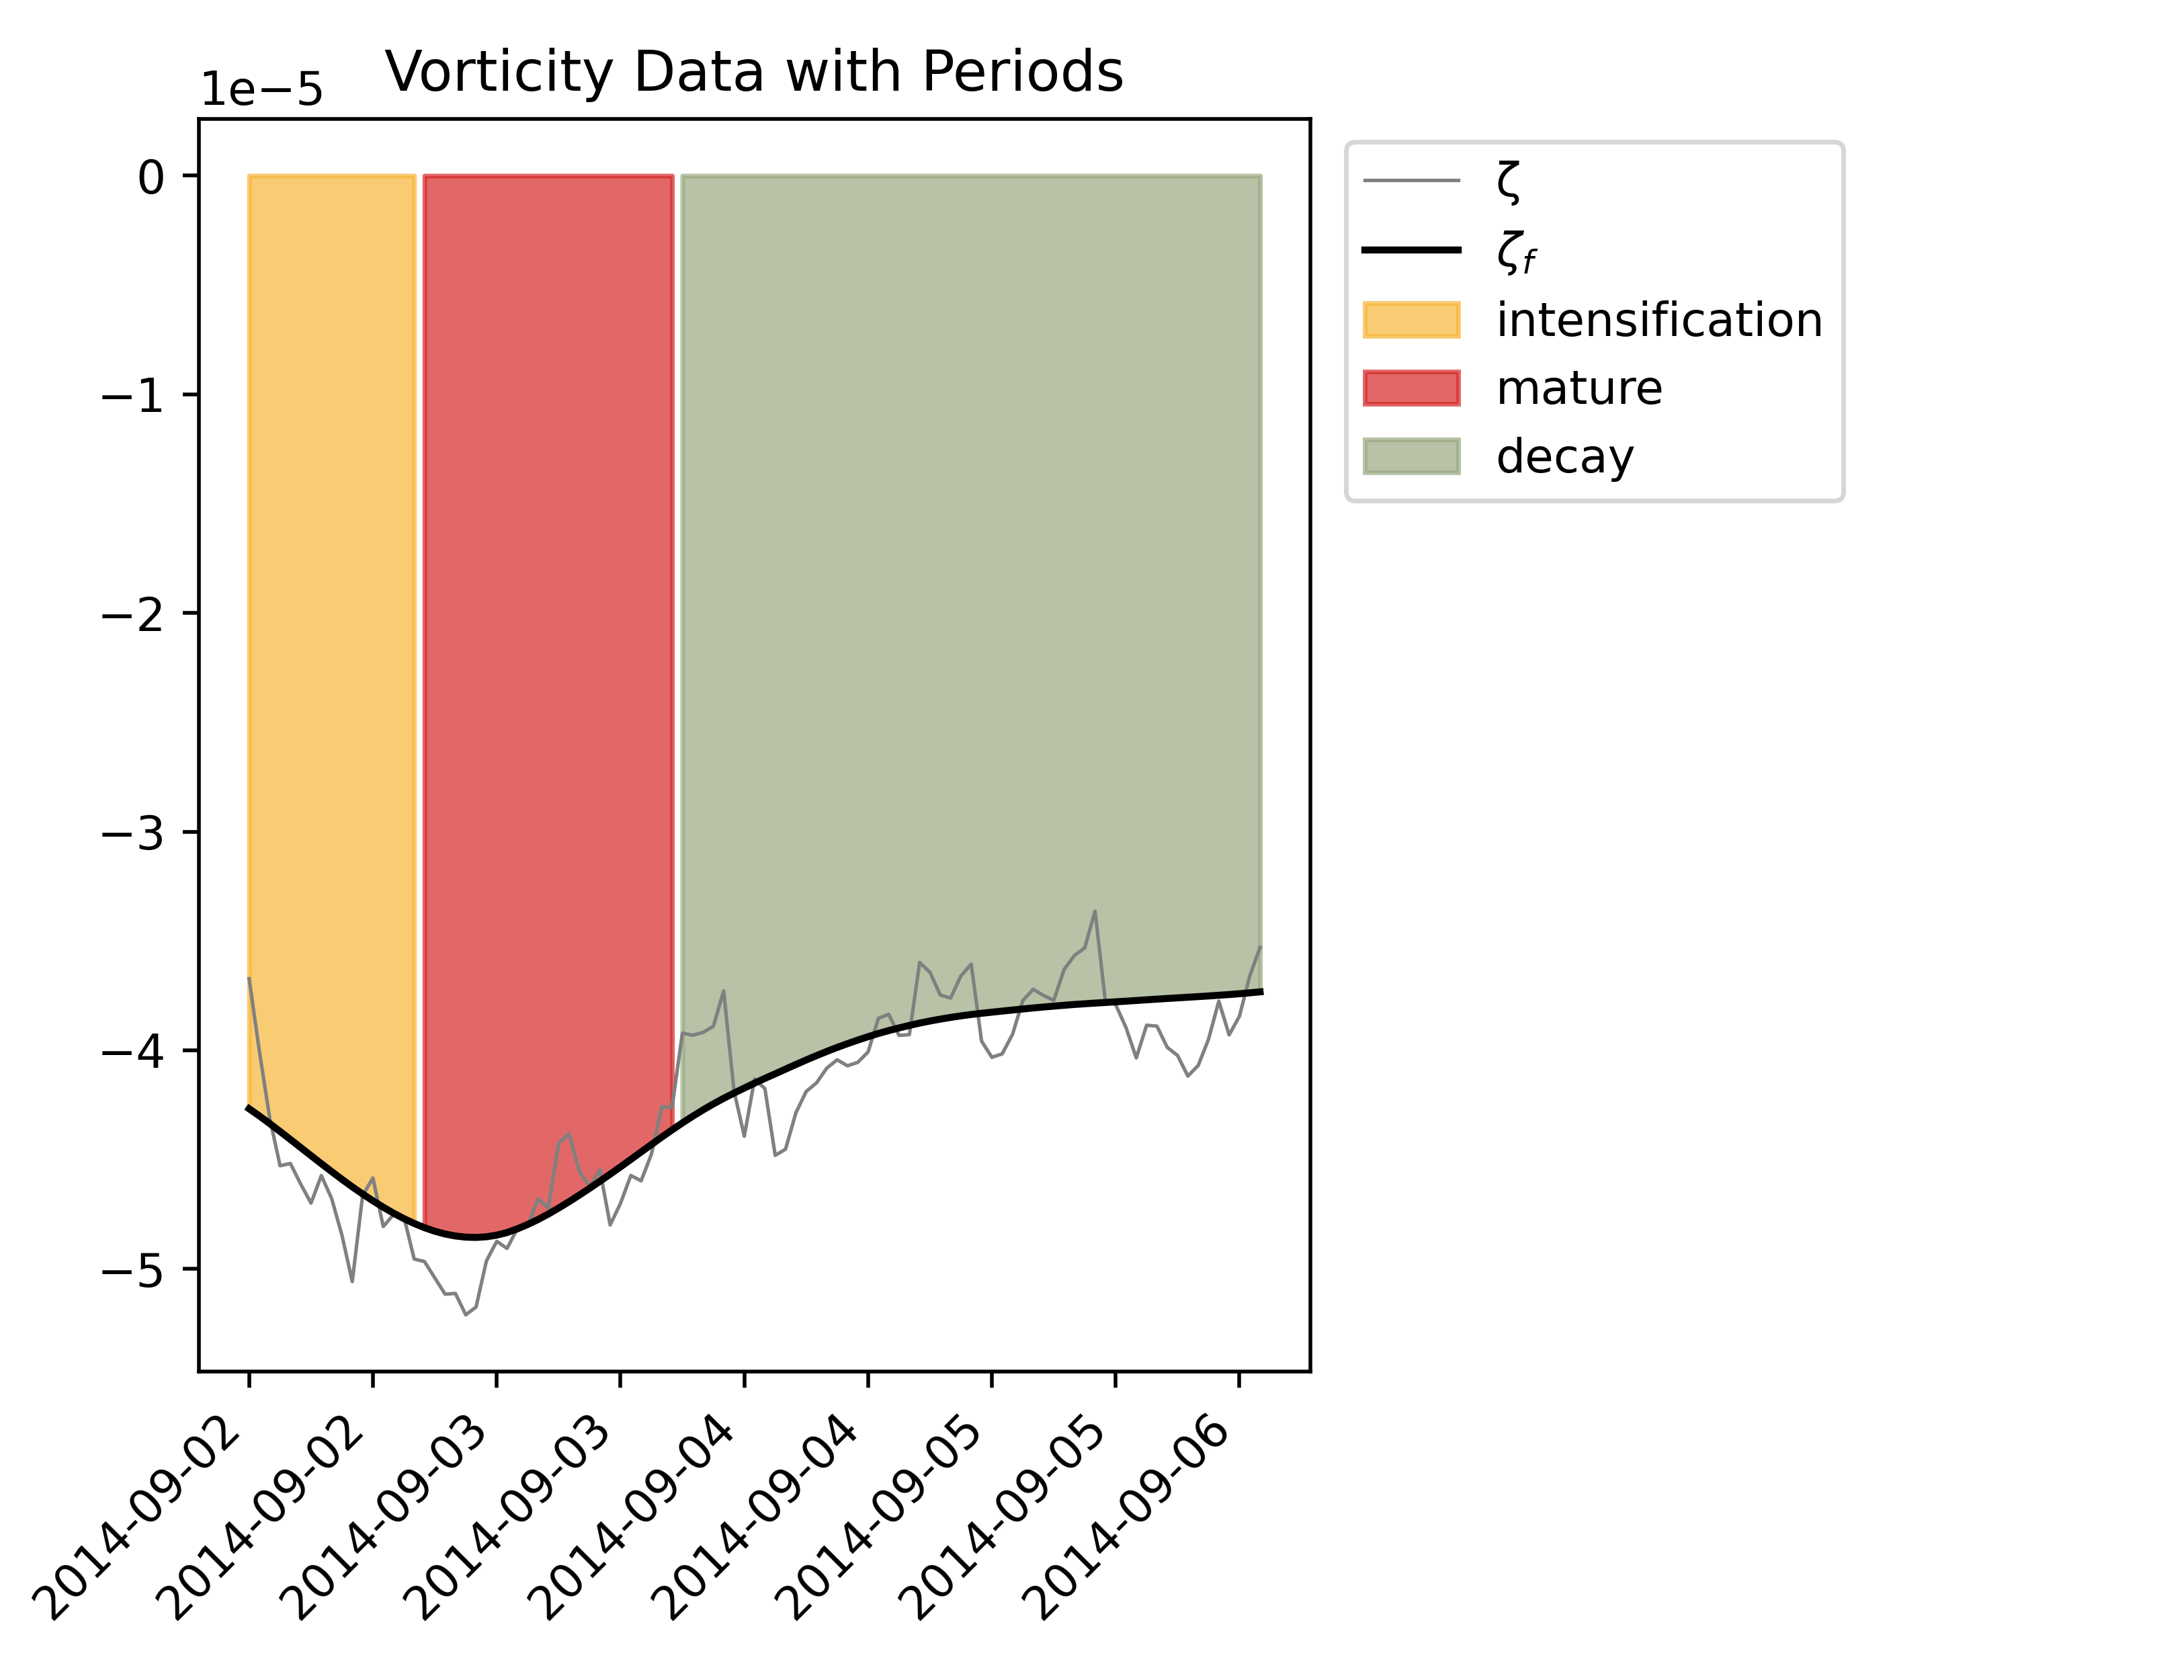 Vorticity Data with Periods
1e−5
0
−1
−2
−3
−4
−5
2014-09-02
2014-09-02
2014-09-03
2014-09-03
2014-09-04
2014-09-04
2014-09-05
2014-09-05
2014-09-06
ζ
ζf
intensification
mature
decay